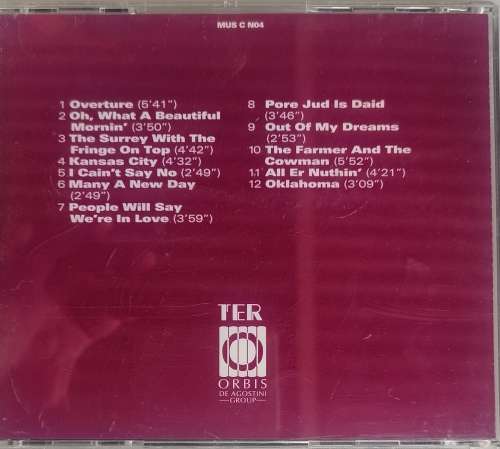 MUS C N04
1 Overture (5'41")
2 Oh, What A Beautiful
Mornin' (3'50")
3 The Surrey With The
Fringe On Top (4'42")
4 Kansas City (4'32")
5 I Cain't Say No (2'49")
6 Many A New Day
(2'49")
7 People Will Say
We're In Love (3'59")
8 Pore Jud Is Daid
(3'46")
9 Out Of My Dreams
(2'53")
10 The Farmer And The
Cowman (5'52")
11 All Er Nuthin' (4'21")
12 Oklahoma (3'09")
TER
ORBIS
DE AGOSTINI
GROUP